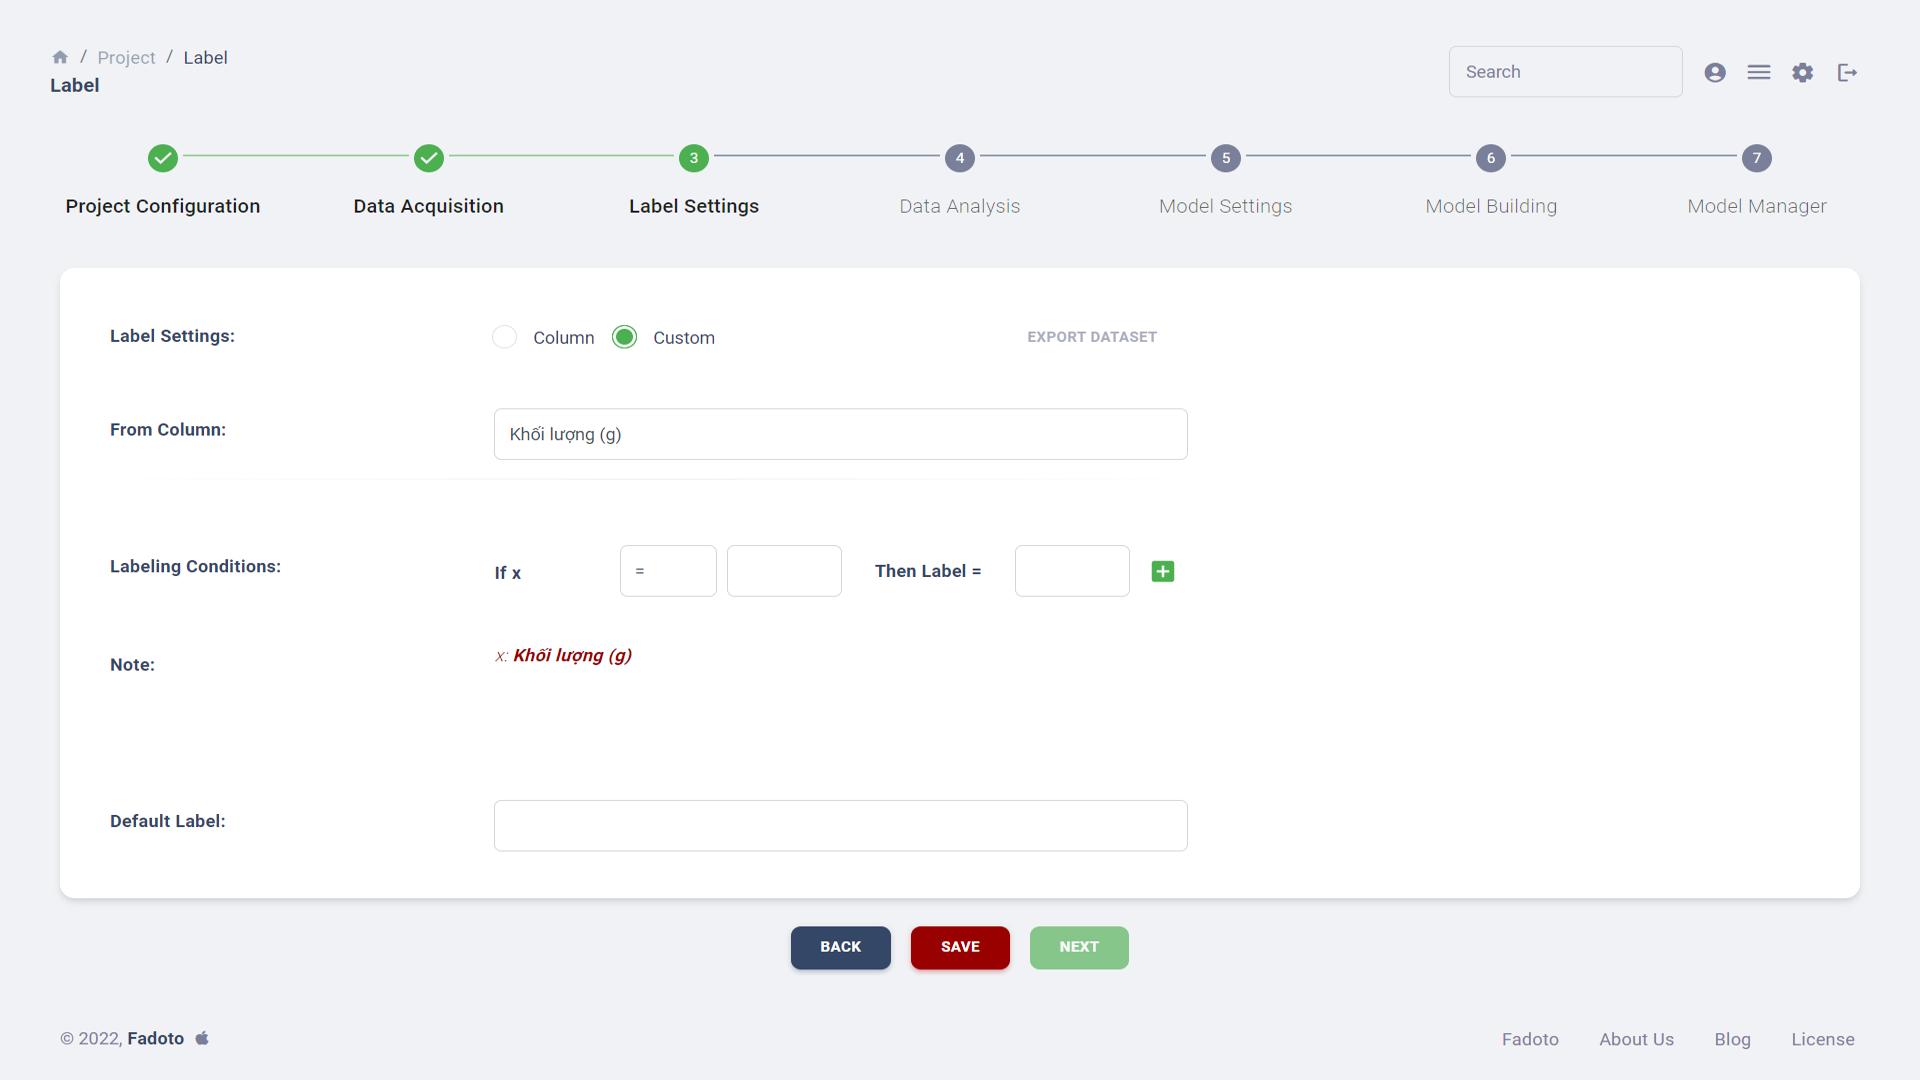 / Project / Label
Label
Search
3 4 5 6 7
Project Configuration Data Acquisition Label Settings Data Analysis Model Settings Model Building Model Manager
Label Settings: Column Custom EXPORT DATASET
From Column: Khối lượng (g)
Labeling Conditions: If x = Then Label =
Note: x: Khối lượng (g)
Default Label:
BACK SAVE NEXT
© 2022, Fadoto Fadoto About Us Blog License